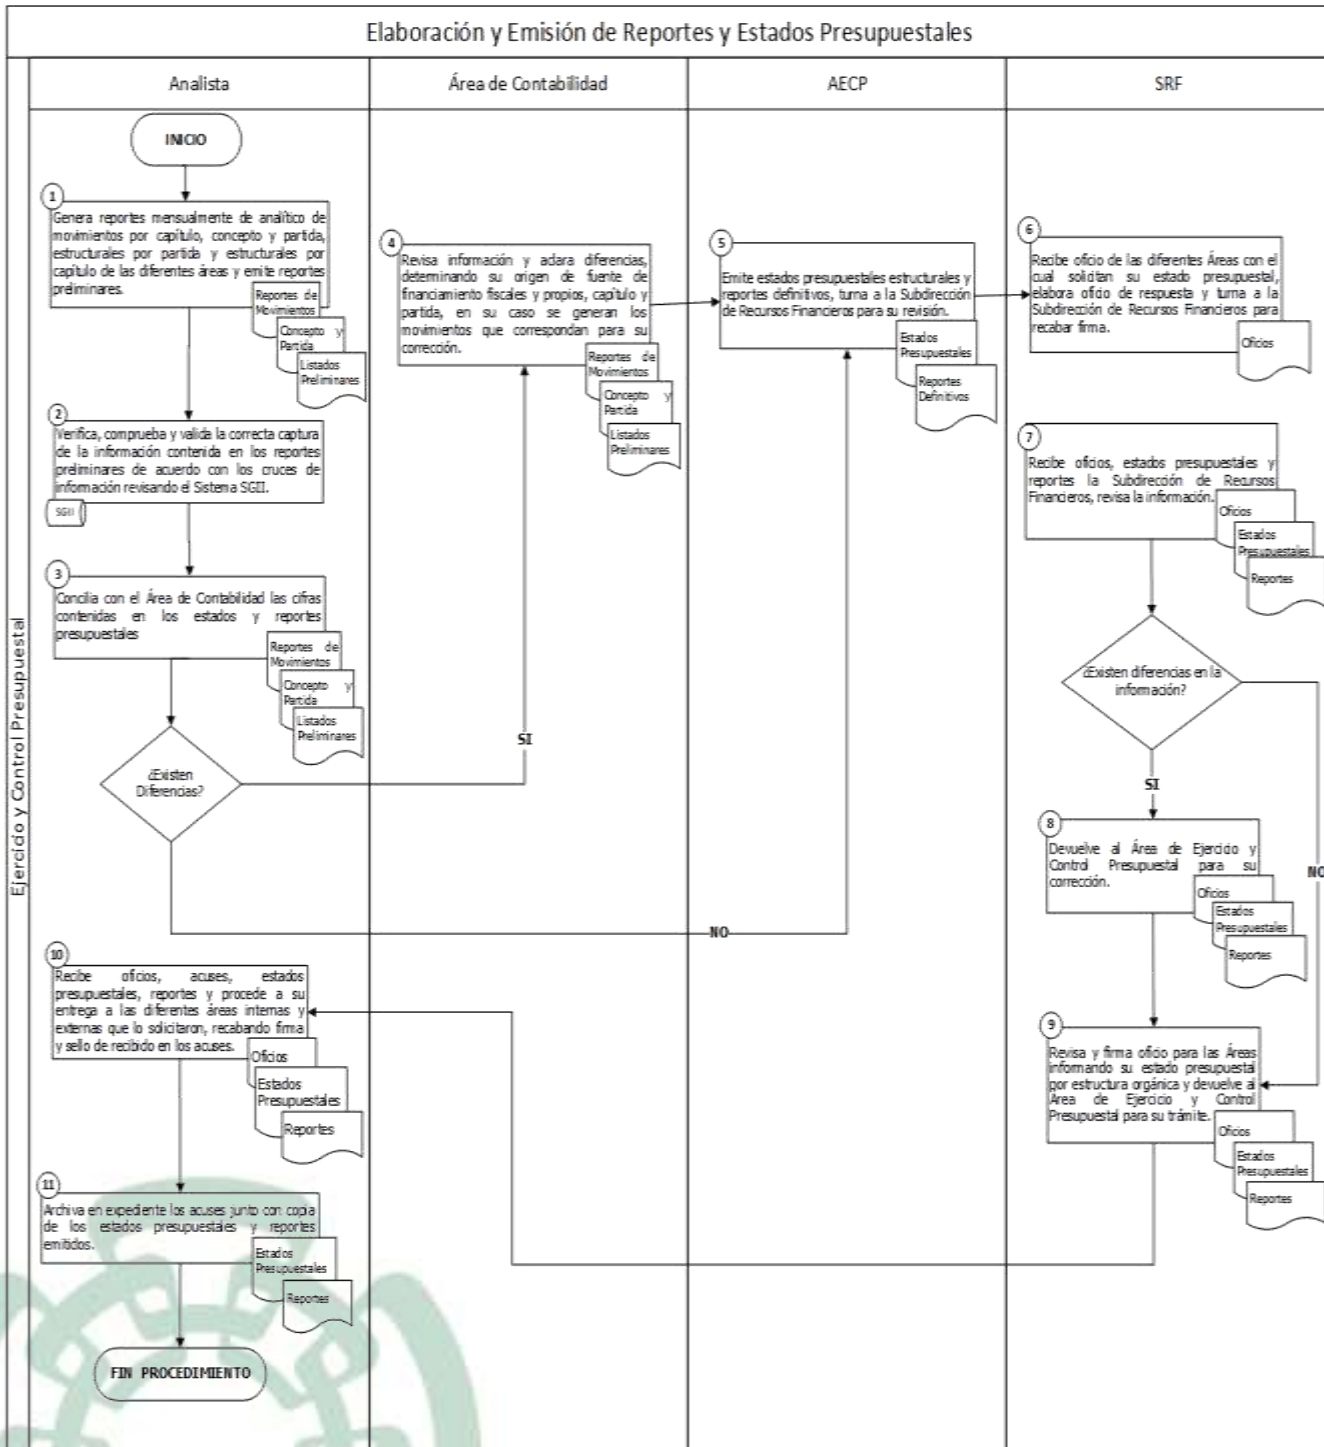 Elaboración y Emisión de Reportes y Estados Presupuestales
Ejercicio y Control Presupuestal
Analista
Área de Contabilidad
AECP
SRF
INICIO
1
Genera reportes mensualmente de analítico de
movimientos por capítulo, concepto y partida,
estructurales por partida y estructurales por
capítulo de las diferentes áreas y emite reportes
preliminares.
Reportes de
Movimientos
Concepto y
Partida
Listados
Preliminares
2
Verifica, comprueba y valida la correcta captura
de la información contenida en los reportes
preliminares de acuerdo con los cruces de
información revisando el Sistema SGII.
SGII
3
Concilia con el Área de Contabilidad las cifras
contenidas en los estados y reportes
presupuestales
Reportes de
Movimientos
Concepto y
Partida
Listados
Preliminares
¿Existen
Diferencias?
SI
NO
4
Revisa información y aclara diferencias,
determinando su origen de fuente de
financiamiento fiscales y propios, capítulo y
partida, en su caso se generan los
movimientos que correspondan para su
corrección.
Reportes de
Movimientos
Concepto y
Partida
Listados
Preliminares
5
Emite estados presupuestales estructurales y
reportes definitivos, turna a la Subdirección
de Recursos Financieros para su revisión.
Estados
Presupuestales
Reportes
Definitivos
6
Recibe oficio de las diferentes Áreas con el
cual solicitan su estado presupuestal,
elabora oficio de respuesta y turna a la
Subdirección de Recursos Financieros para
recabar firma.
Oficios
7
Recibe oficios, estados presupuestales y
reportes la Subdirección de Recursos
Financieros, revisa la información.
Oficios
Estados
Presupuestales
Reportes
¿Existen diferencias en la
información?
SI
NO
8
Devuelve al Área de Ejercicio y
Control Presupuestal para su
corrección.
Oficios
Estados
Presupuestales
Reportes
9
Revisa y firma oficio para las Áreas
informando su estado presupuestal
por estructura orgánica y devuelve al
Área de Ejercicio y Control
Presupuestal para su trámite.
Oficios
Estados
Presupuestales
Reportes
10
Recibe oficios, acuses, estados
presupuestales, reportes y procede a su
entrega a las diferentes áreas internas y
externas que lo solicitaron, recabando firma
y sello de recibido en los acuses.
Oficios
Estados
Presupuestales
Reportes
11
Archiva en expediente los acuses junto con copia
de los estados presupuestales y reportes
emitidos.
Estados
Presupuestales
Reportes
FIN PROCEDIMIENTO